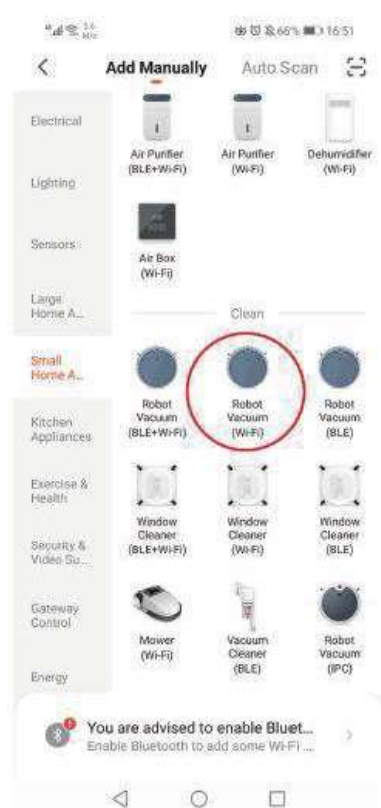 66% 16:51
Add Manually Auto Scan
Electrical
Lighting
Sensors
Large
Home A...
Small
Home A...
Kitchen
Appliances
Exercise &
Health
Security &
Video Su...
Gateway
Control
Energy
Air Purifier
(BLE+Wi-Fi)
Air Purifier
(Wi-Fi)
Dehumidifier
(Wi-Fi)
Air Box
(Wi-Fi)
Clean
Robot
Vacuum
(BLE+Wi-Fi)
Robot
Vacuum
(Wi-Fi)
Robot
Vacuum
(BLE)
Window
Cleaner
(BLE+Wi-Fi)
Window
Cleaner
(Wi-Fi)
Window
Cleaner
(BLE)
Mower
(Wi-Fi)
Vacuum
Cleaner
(BLE)
Robot
Vacuum
(IPC)
You are advised to enable Bluet...
Enable Bluetooth to add some Wi-Fi ...